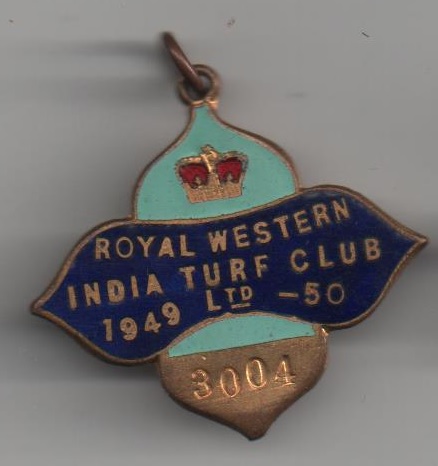 ROYAL WESTERN
INDIA TURF CLUB
1949 LTD -50
3004